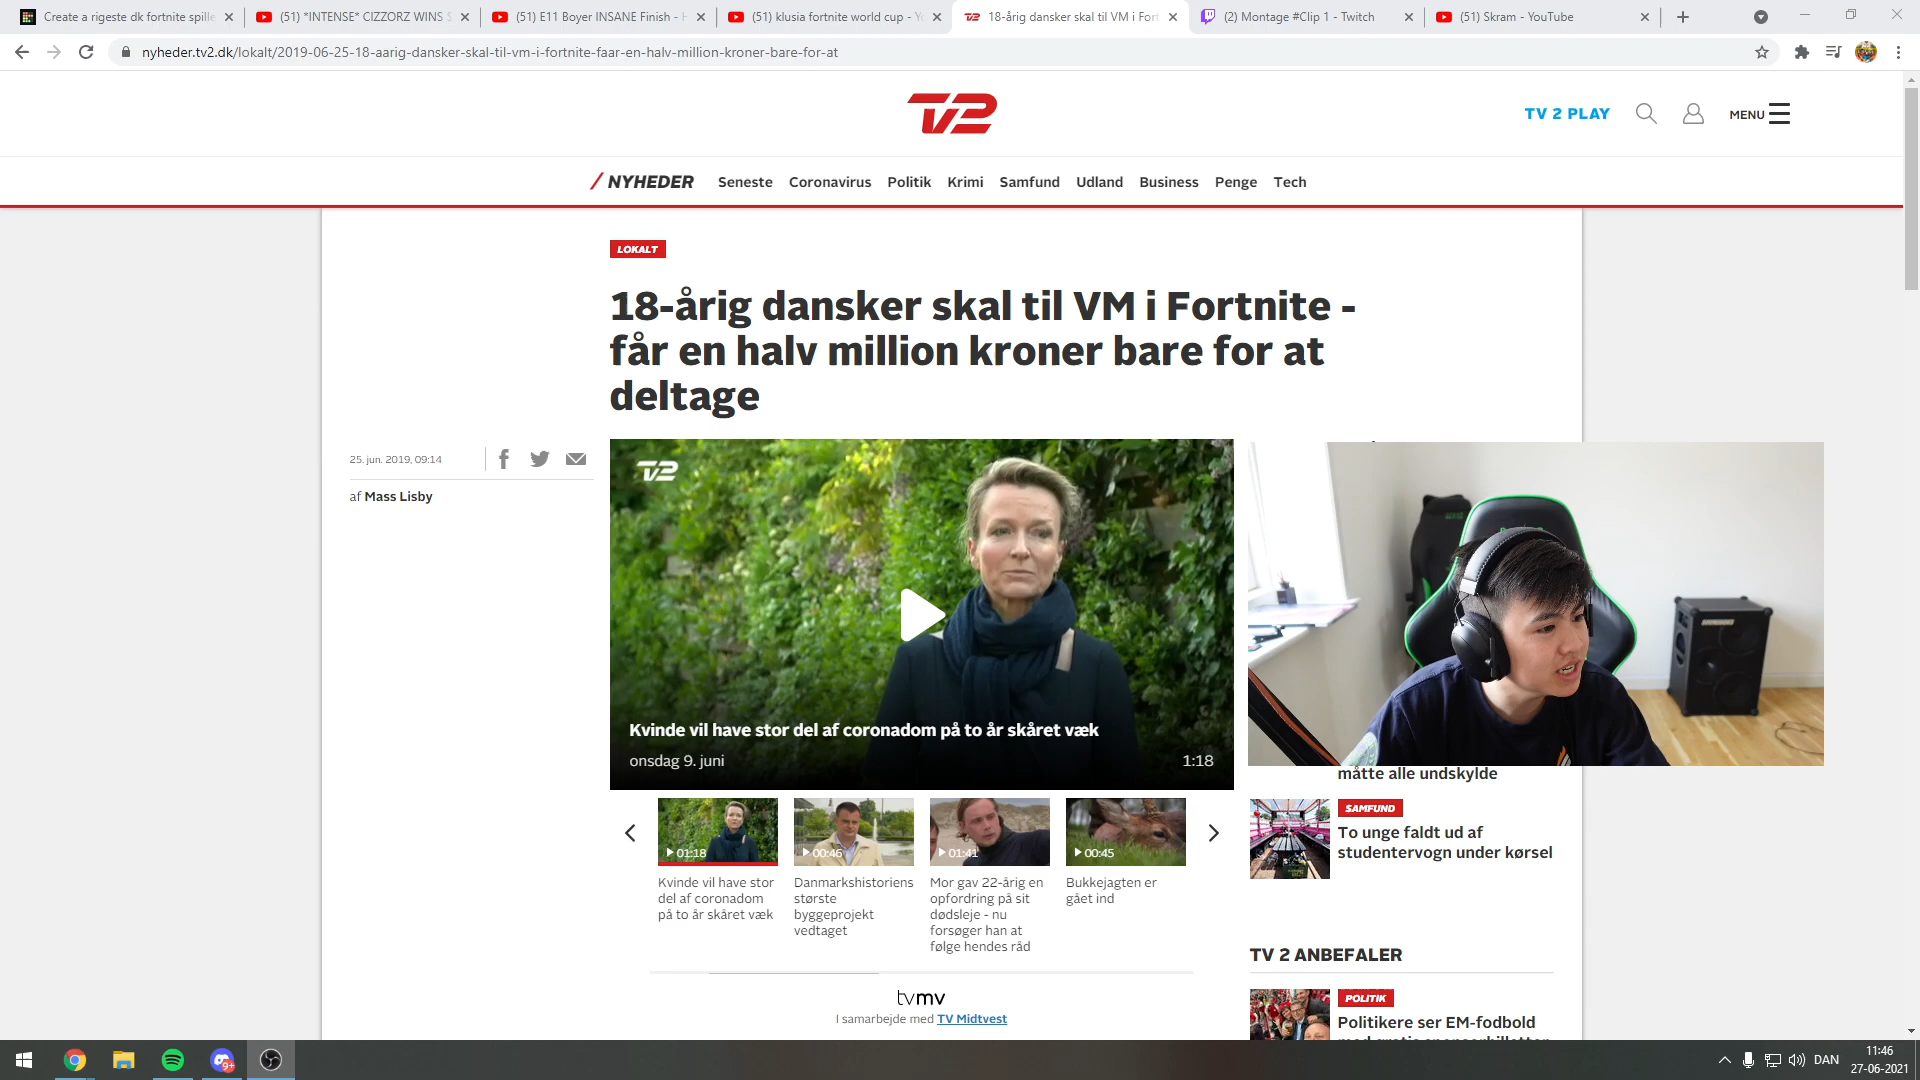 Create a rigeste dk fortnite spille
(51) *INTENSE* CIZZORZ WINS S
(51) E11 Boyer INSANE Finish - H
(51) klusia fortnite world cup - Y
18-årig dansker skal til VM i Fort
(2) Montage #Clip 1 - Twitch
(51) Skram - YouTube
nyheder.tv2.dk/lokalt/2019-06-25-18-aarig-dansker-skal-til-vm-i-fortnite-faar-en-halv-million-kroner-bare-for-at
TV2
TV 2 PLAY
MENU
NYHEDER
Seneste
Coronavirus
Politik
Krimi
Samfund
Udland
Business
Penge
Tech
LOKALT
18-årig dansker skal til VM i Fortnite -
får en halv million kroner bare for at
deltage
25. jun. 2019, 09:14
af Mass Lisby
TV2
Kvinde vil have stor del af coronadom på to år skåret væk
onsdag 9. juni
1:18
01:18
Kvinde vil have stor
del af coronadom
på to år skåret væk
00:46
Danmarkshistoriens
største
byggeprojekt
vedtaget
01:41
Mor gav 22-årig en
opfordring på sit
dødsleje - nu
forsøger han at
følge hendes råd
00:45
Bukkejagten er
gået ind
tvmv
I samarbejde med TV Midtvest
måtte alle undskylde
SAMFUND
To unge faldt ud af
studentervogn under kørsel
TV 2 ANBEFALER
POLITIK
Politikere ser EM-fodbold
9+
DAN
11:46
27-06-2021